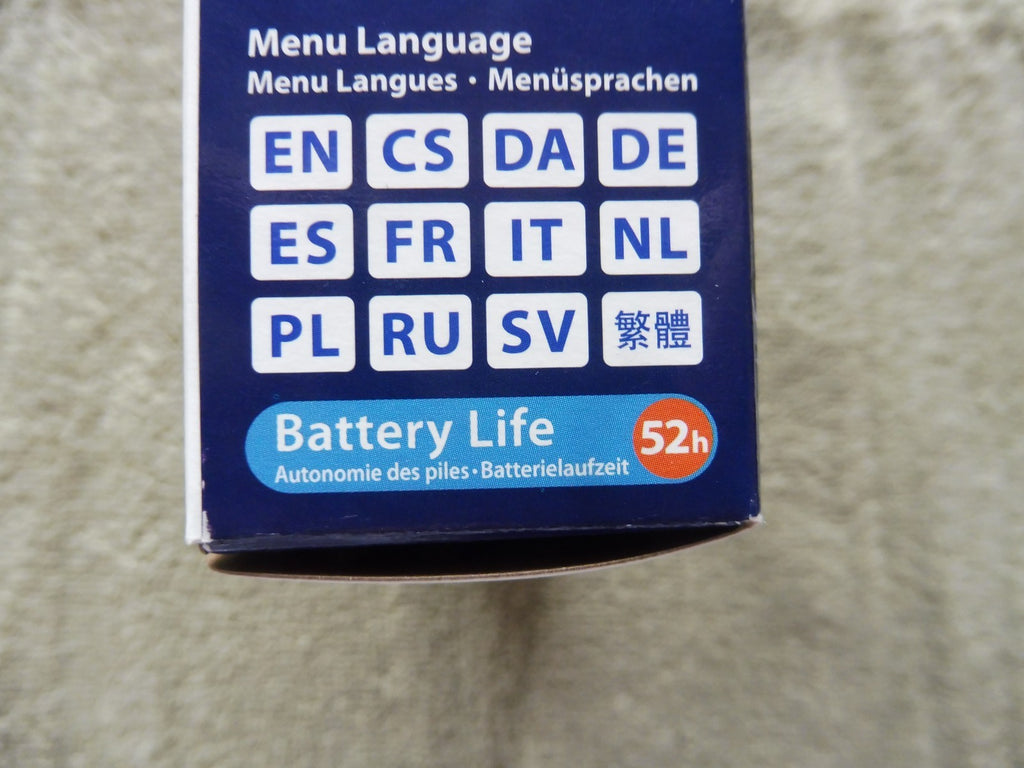 Menu Language
Menu Langues · Menüsprachen
EN CS DA DE
ES FR IT NL
PL RU SV 繁體
Battery Life 52h
Autonomie des piles · Batterielaufzeit